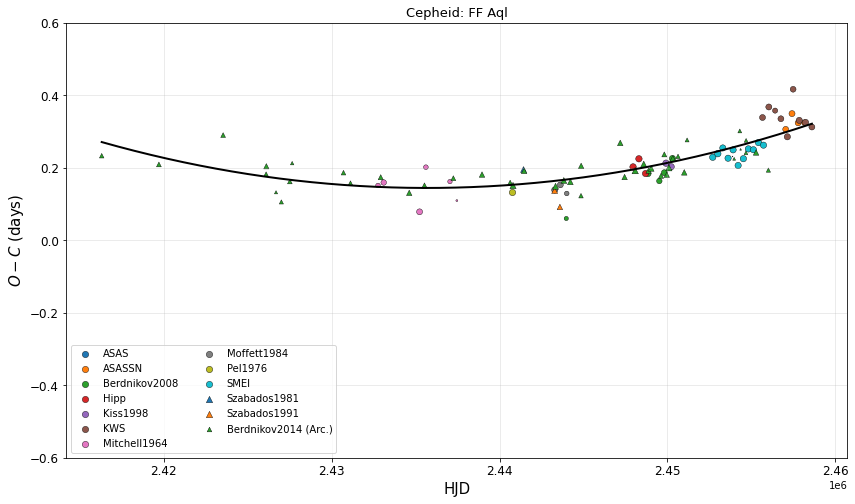 Cepheid: FF Aql
O − C (days)
0.6
0.4
0.2
0.0
−0.2
−0.4
−0.6
ASAS
ASASSN
Berdnikov2008
Hipp
Kiss1998
KWS
Mitchell1964
Moffett1984
Pel1976
SMEI
Szabados1981
Szabados1991
Berdnikov2014 (Arc.)
2.42 2.43 2.44 2.45 2.46
1e6
HJD